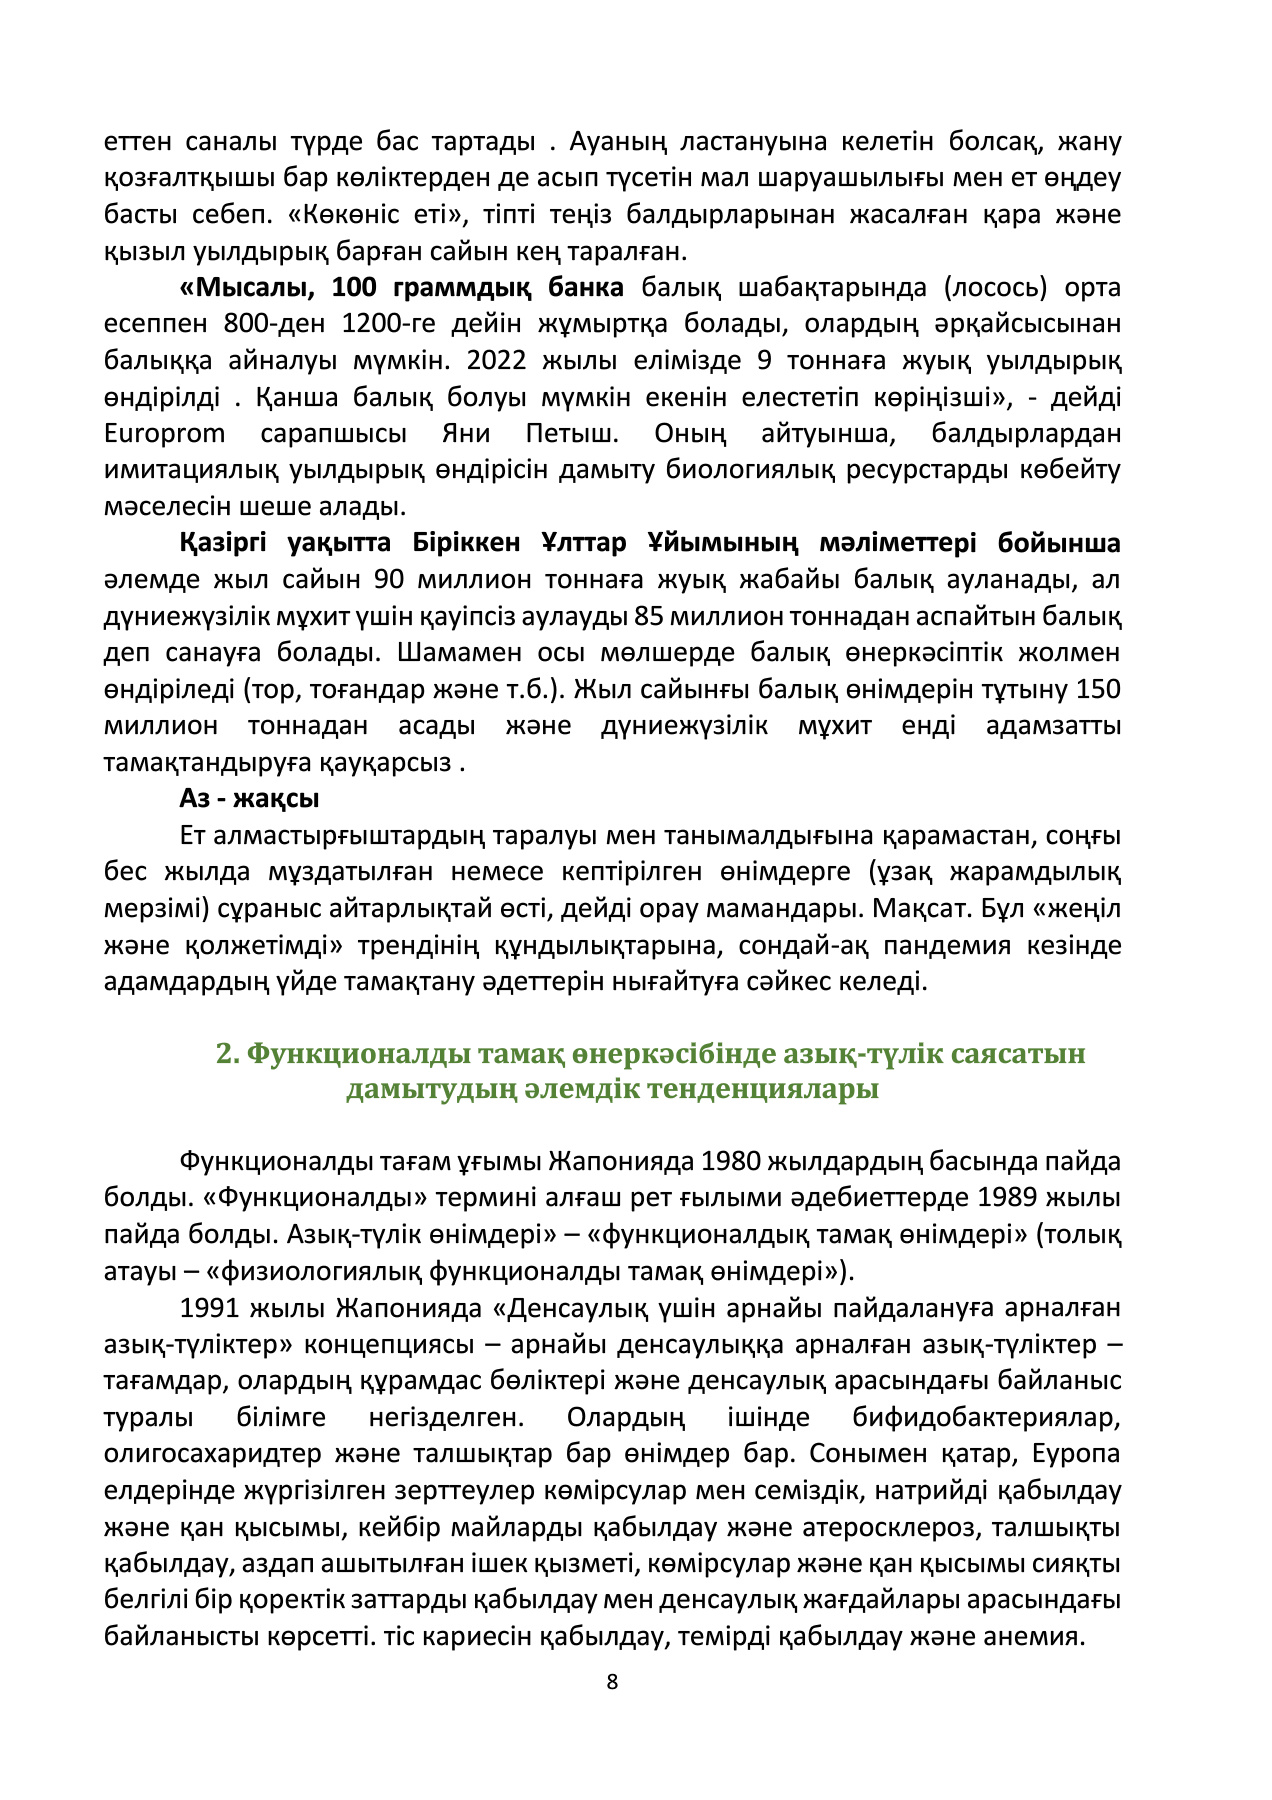 еттен саналы түрде бас тартады . Ауаның ластануына келетін болсақ, жану
қозғалтқышы бар көліктерден де асып түсетін мал шаруашылығы мен ет өңдеу
басты себеп. «Көкөніс еті», тіпті теңіз балдырларынан жасалған қара және
қызыл уылдырық барған сайын кең таралған.
«Мысалы, 100 граммдық банка балық шабақтарында (лосось) орта
есеппен 800-ден 1200-ге дейін жұмыртқа болады, олардың әрқайсысынан
балыққа айналуы мүмкін. 2022 жылы елімізде 9 тоннаға жуық уылдырық
өндірілді . Қанша балық болуы мүмкін екенін елестетіп көріңізші», - дейді
Europrom сарапшысы Яни Петыш. Оның айтуынша, балдырлардан
имитациялық уылдырық өндірісін дамыту биологиялық ресурстарды көбейту
мәселесін шеше алады.
Қазіргі уақытта Біріккен Ұлттар Ұйымының мәліметтері бойынша
әлемде жыл сайын 90 миллион тоннаға жуық жабайы балық ауланады, ал
дүниежүзілік мұхит үшін қауіпсіз аулауды 85 миллион тоннадан аспайтын балық
деп санауға болады. Шамамен осы мөлшерде балық өнеркәсіптік жолмен
өндіріледі (тор, тоғандар және т.б.). Жыл сайынғы балық өнімдерін тұтыну 150
миллион тоннадан асады және дүниежүзілік мұхит енді адамзатты
тамақтандыруға қауқарсыз .
Аз - жақсы
Ет алмастырғыштардың таралуы мен танымалдығына қарамастан, соңғы
бес жылда мұздатылған немесе кептірілген өнімдерге (ұзақ жарамдылық
мерзімі) сұраныс айтарлықтай өсті, дейді орау мамандары. Мақсат. Бұл «жеңіл
және қолжетімді» трендінің құндылықтарына, сондай-ақ пандемия кезінде
адамдардың үйде тамақтану әдеттерін нығайтуға сәйкес келеді.
2. Функционалды тамақ өнеркәсібінде азық-түлік саясатын
дамытудың әлемдік тенденциялары
Функционалды тағам ұғымы Жапонияда 1980 жылдардың басында пайда
болды. «Функционалды» термині алғаш рет ғылыми әдебиеттерде 1989 жылы
пайда болды. Азық-түлік өнімдері» – «функционалдық тамақ өнімдері» (толық
атауы – «физиологиялық функционалды тамақ өнімдері»).
1991 жылы Жапонияда «Денсаулық үшін арнайы пайдалануға арналған
азық-түліктер» концепциясы – арнайы денсаулыққа арналған азық-түліктер –
тағамдар, олардың құрамдас бөліктері және денсаулық арасындағы байланыс
туралы білімге негізделген. Олардың ішінде бифидобактериялар,
олигосахаридтер және талшықтар бар өнімдер бар. Сонымен қатар, Еуропа
елдерінде жүргізілген зерттеулер көмірсулар мен семіздік, натрийді қабылдау
және қан қысымы, кейбір майларды қабылдау және атеросклероз, талшықты
қабылдау, аздап ашытылған ішек қызметі, көмірсулар және қан қысымы сияқты
белгілі бір қоректік заттарды қабылдау мен денсаулық жағдайлары арасындағы
байланысты көрсетті. тіс кариесін қабылдау, темірді қабылдау және анемия.
8